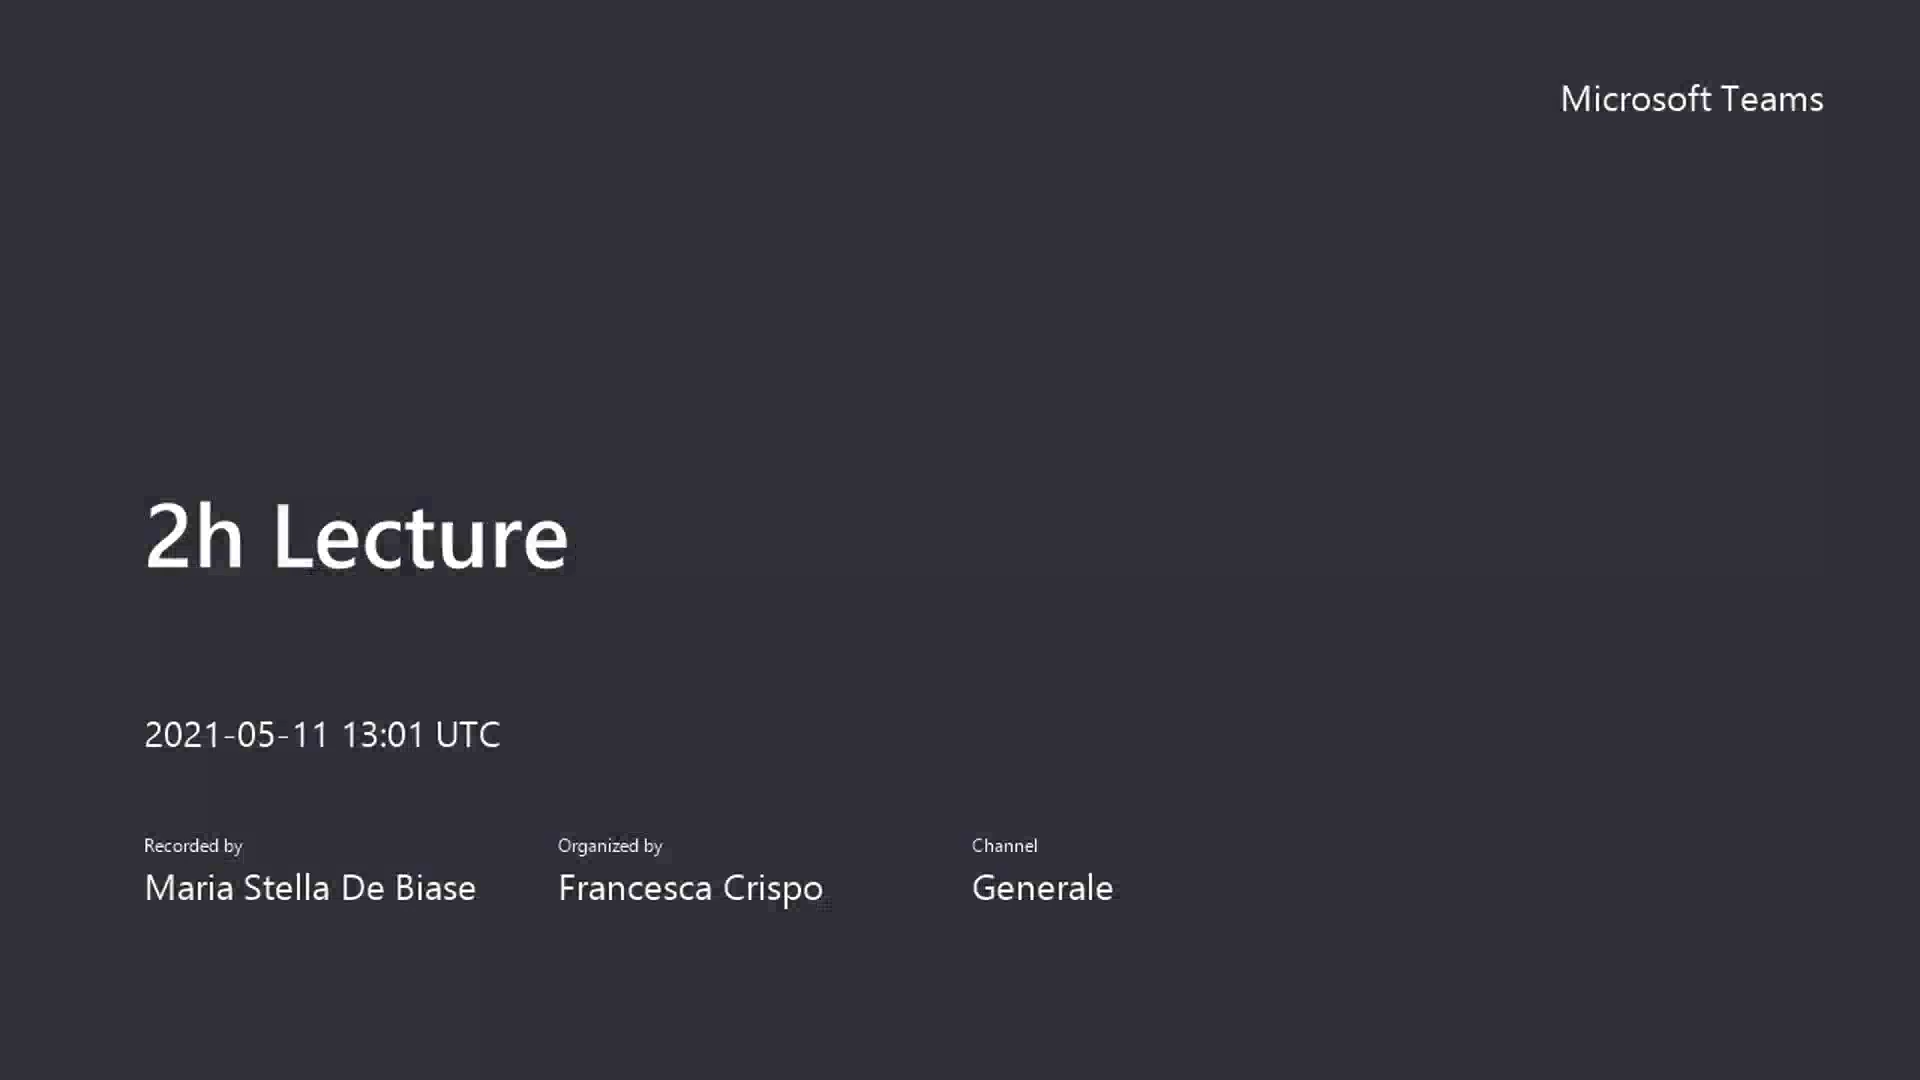 Microsoft Teams
2h Lecture
2021-05-11 13:01 UTC
Recorded by
Maria Stella De Biase
Organized by
Francesca Crispo
Channel
Generale